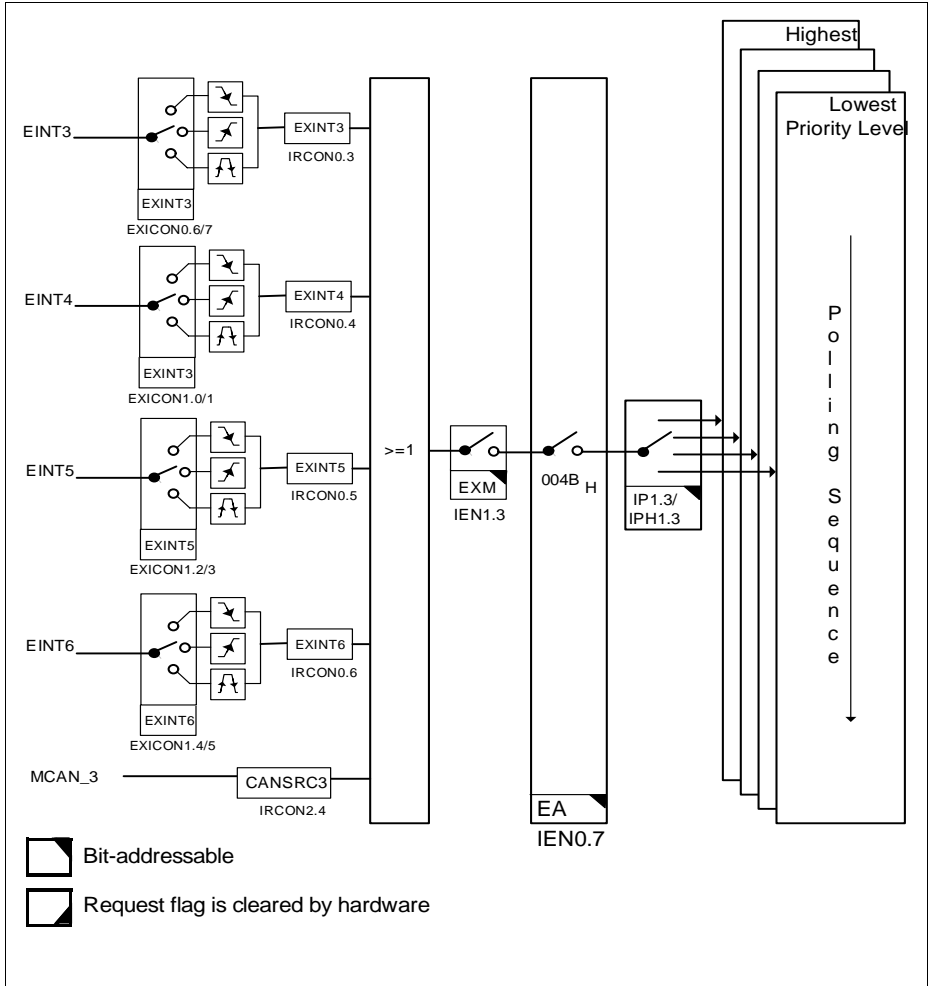 Highest
Lowest
Priority Level
EINT3
EXINT3
IRCON0.3
EXINT3
EXICON0.6/7
EINT4
EXINT4
IRCON0.4
EXINT3
EXICON1.0/1
EINT5
EXINT5
IRCON0.5
EXINT5
EXICON1.2/3
EINT6
EXINT6
IRCON0.6
EXINT6
EXICON1.4/5
MCAN_3
CANSRC3
IRCON2.4
>=1
EXM
IEN1.3
004B H
EA
IEN0.7
IP1.3/
IPH1.3
Polling Sequence
Bit-addressable
Request flag is cleared by hardware